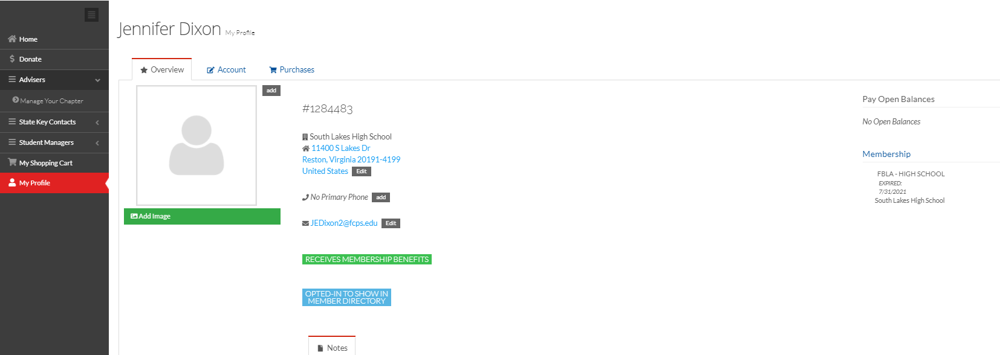 Home
Donate
Advisers
Manage Your Chapter
State Key Contacts
Student Managers
My Shopping Cart
My Profile
Jennifer Dixon My Profile
Overview
Account
Purchases
add
Add Image
#1284483
South Lakes High School
11400 S Lakes Dr
Reston, Virginia 20191-4199
United States Edit
No Primary Phone add
JEDixon2@fcps.edu Edit
RECEIVES MEMBERSHIP BENEFITS
OPTED-IN TO SHOW IN
MEMBER DIRECTORY
Notes
Pay Open Balances
No Open Balances
Membership
FBLA - HIGH SCHOOL
EXPIRED:
7/31/2021
South Lakes High School